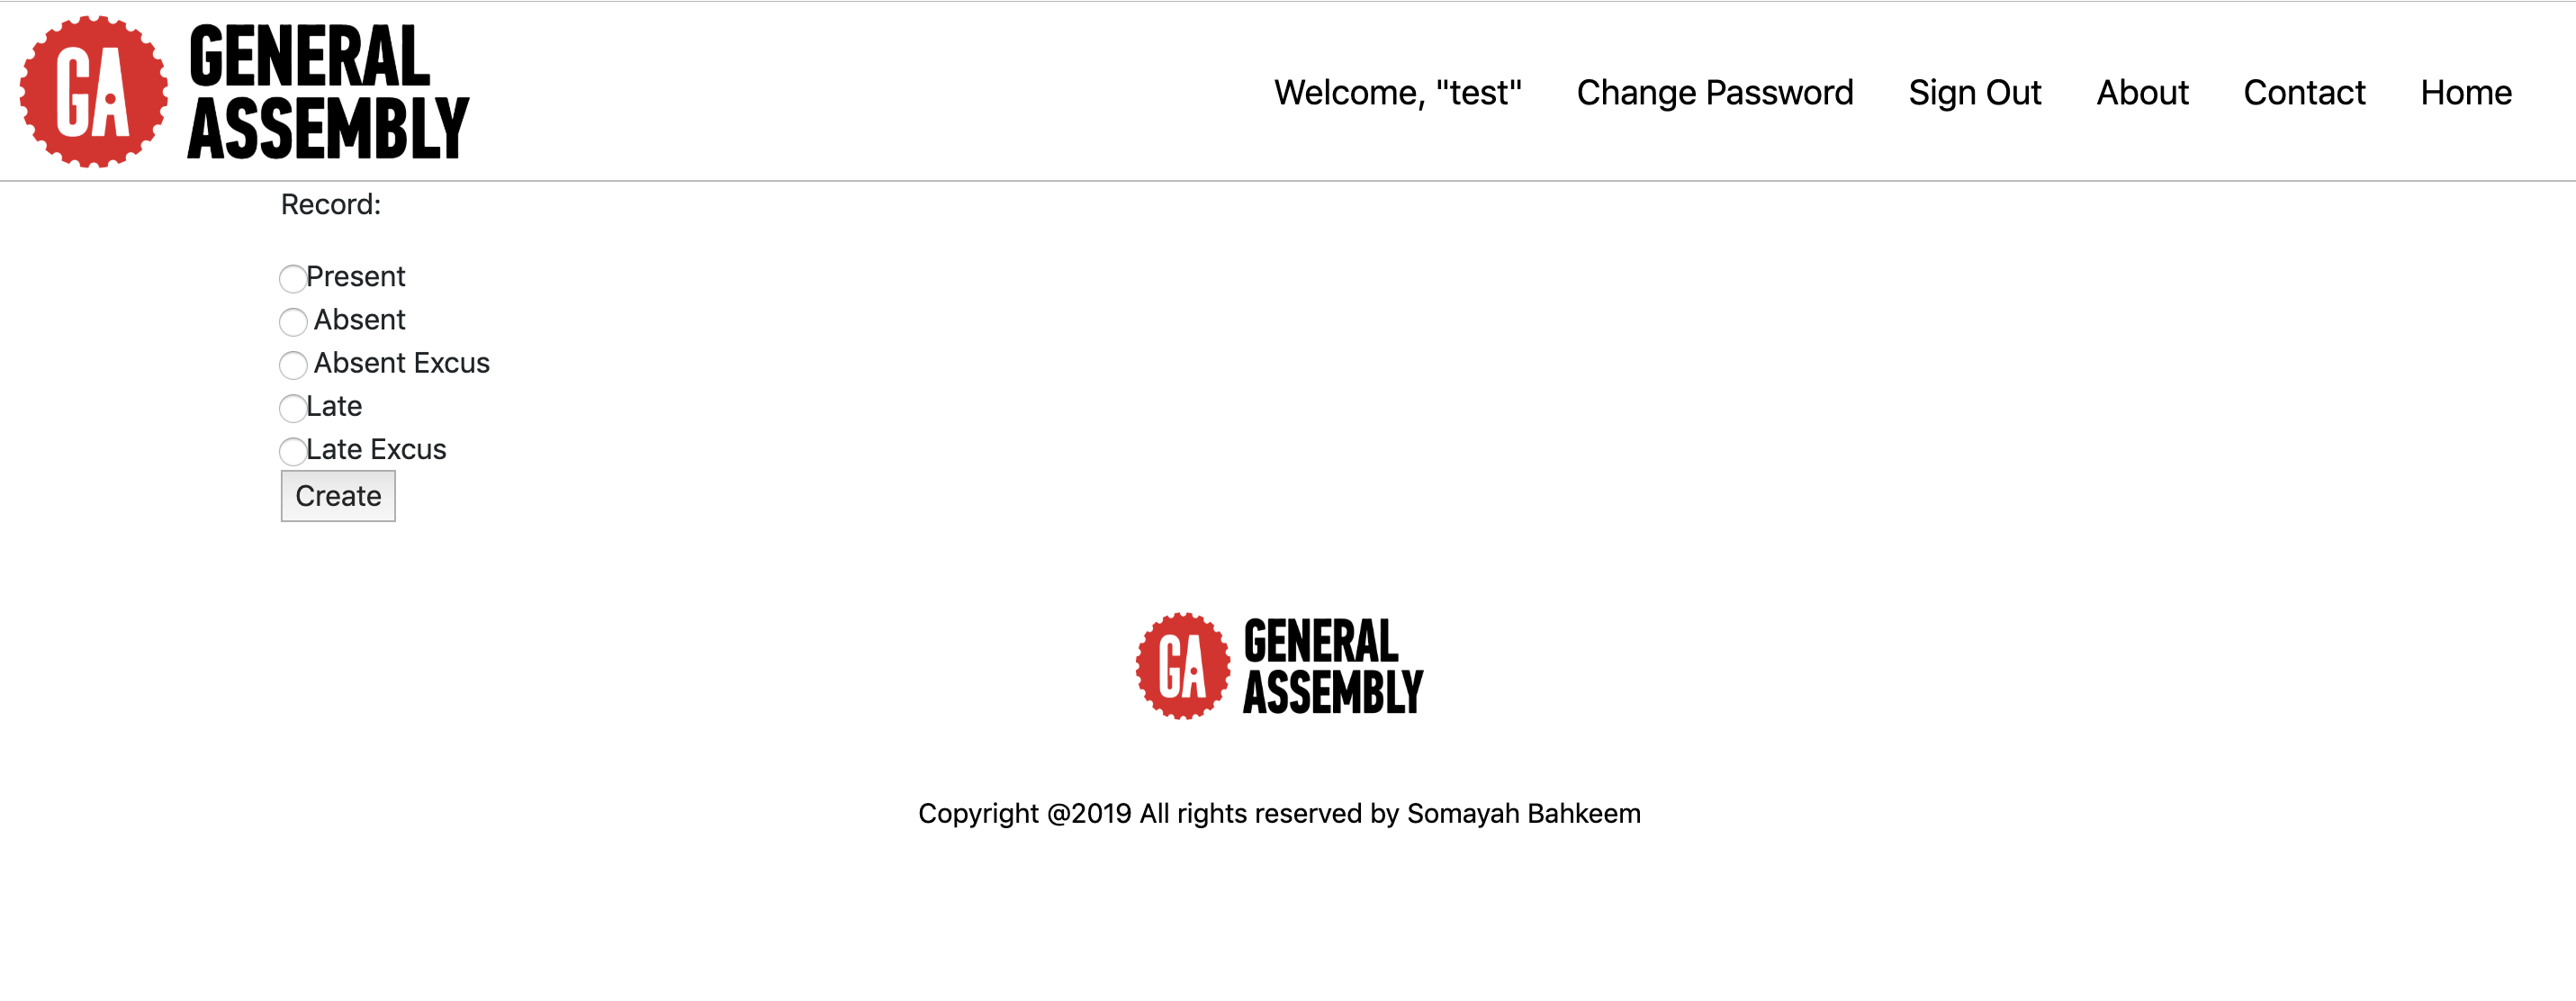 GA GENERAL
ASSEMBLY
Welcome, "test" Change Password Sign Out About Contact Home
Record:
Present
Absent
Absent Excus
Late
Late Excus
Create
GA GENERAL
ASSEMBLY
Copyright @2019 All rights reserved by Somayah Bahkeem